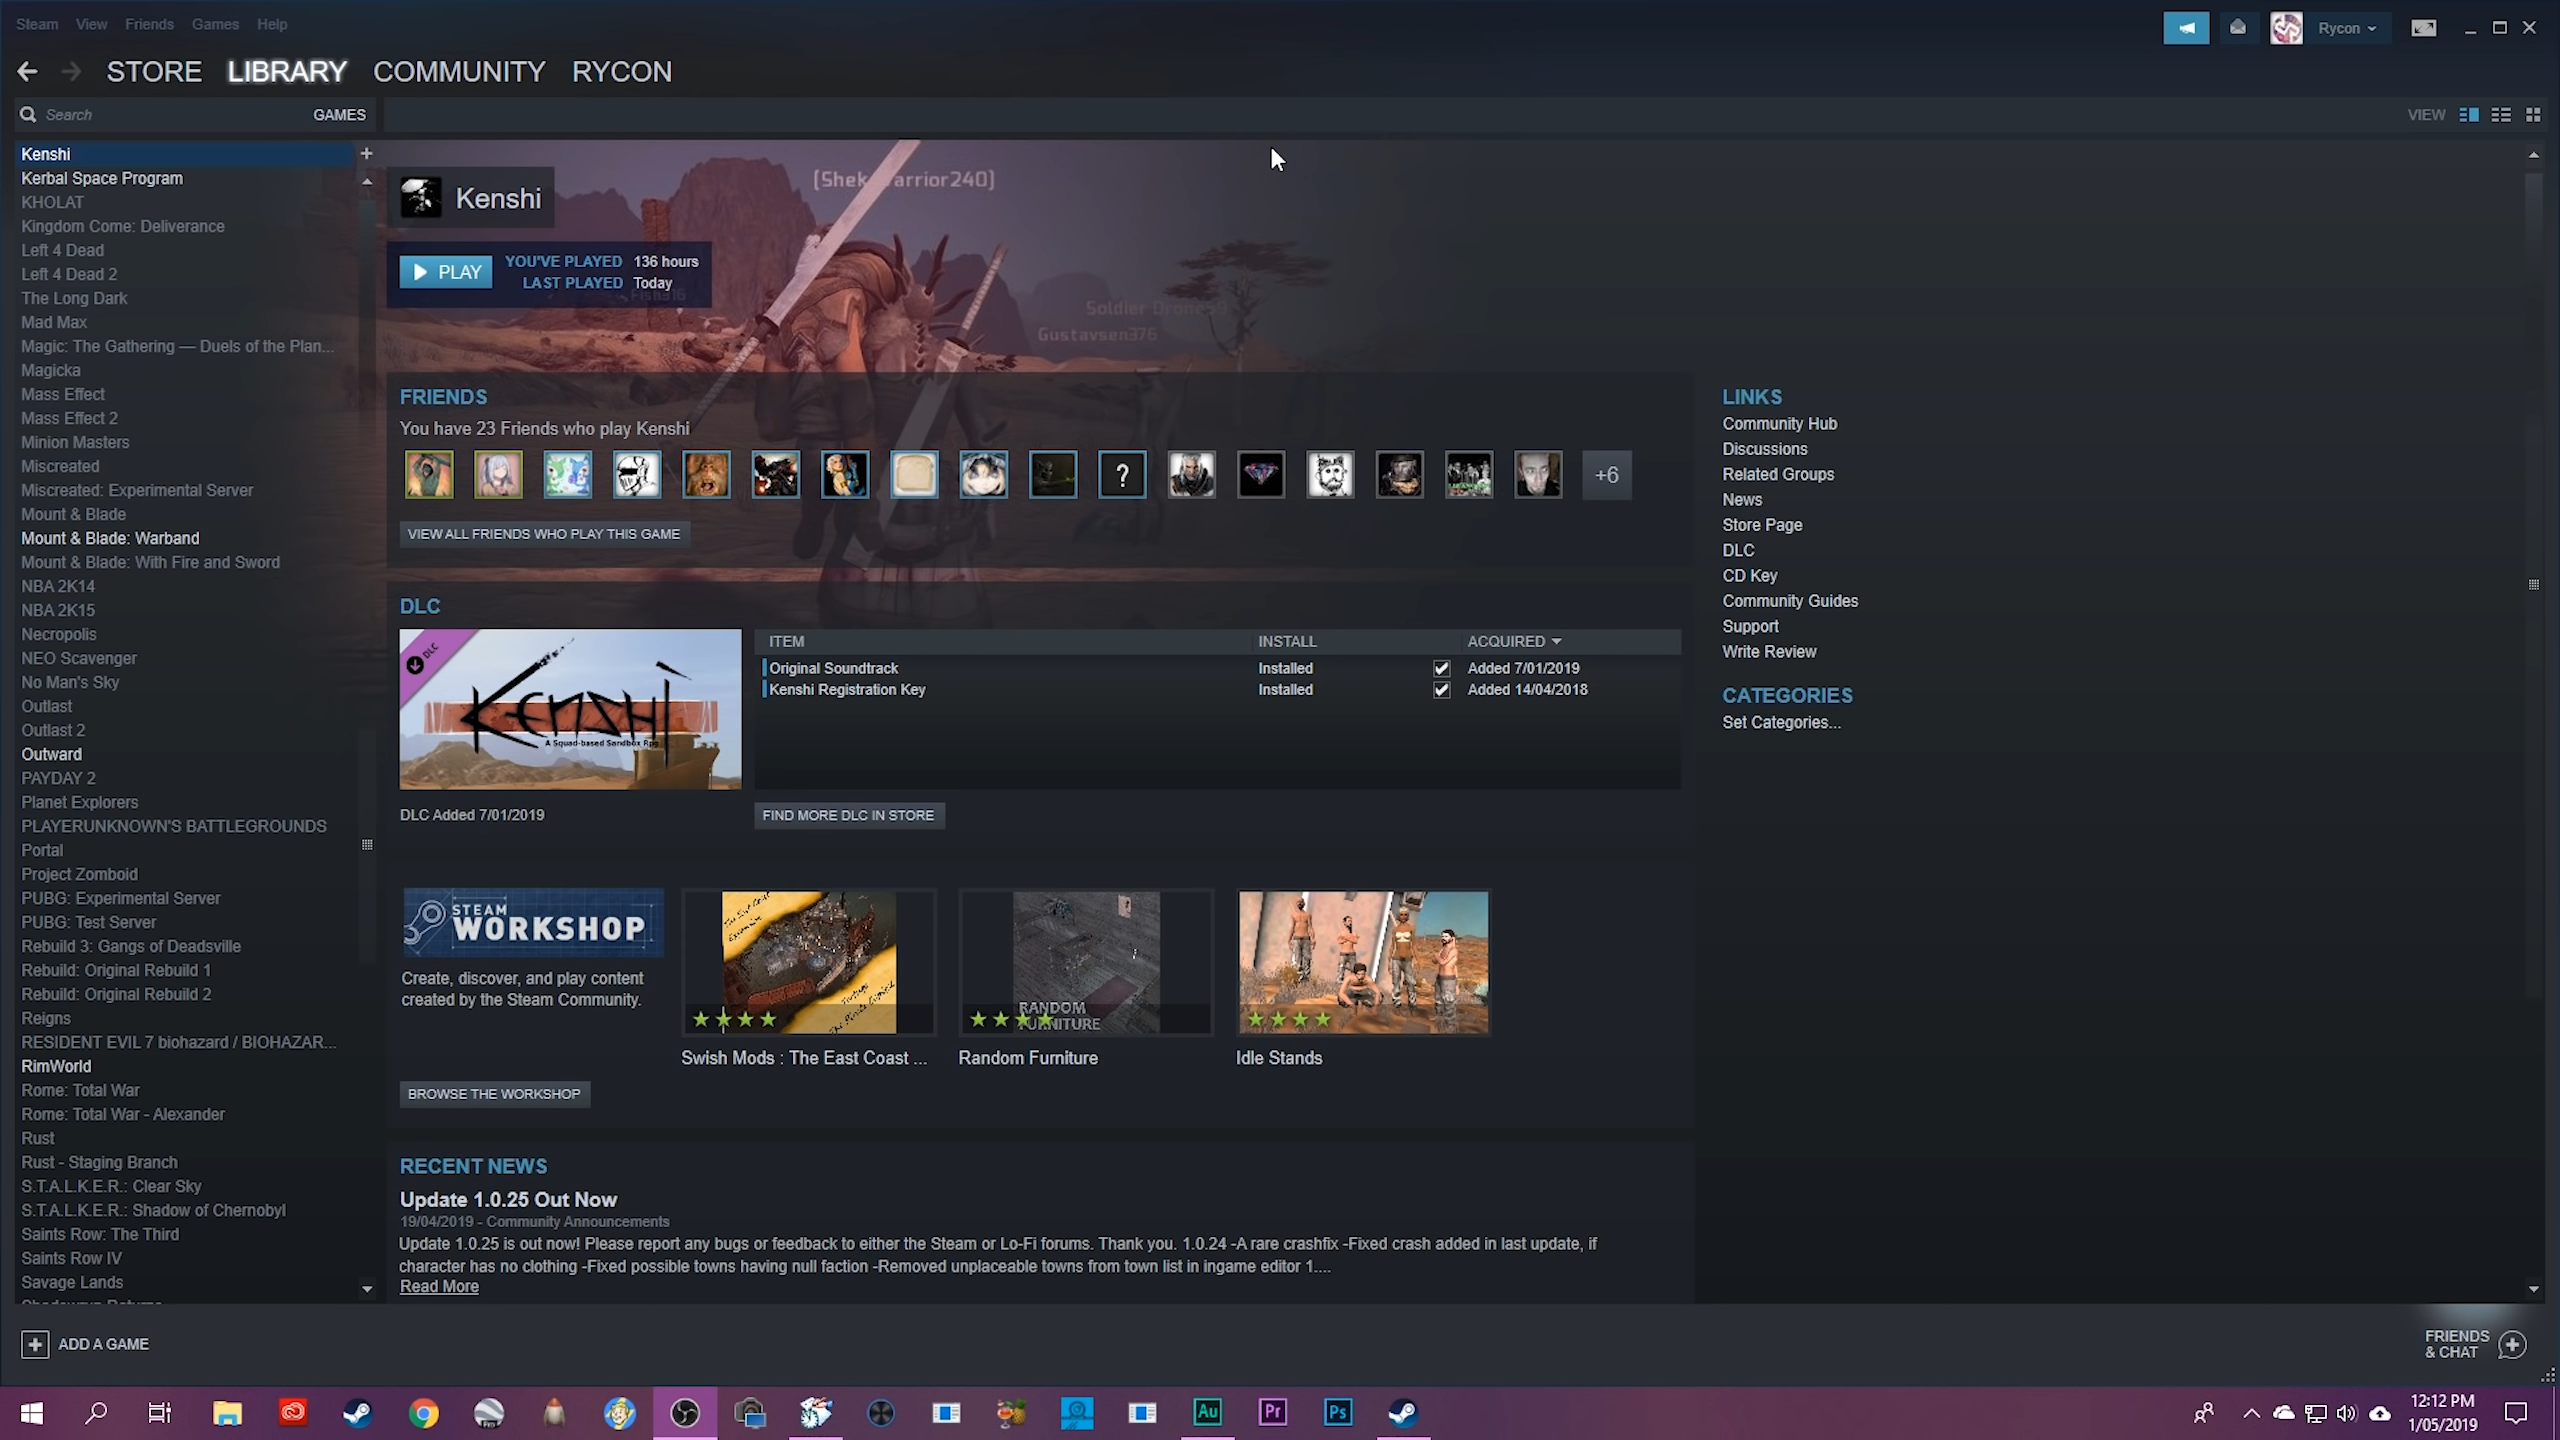 Steam View Friends Games Help
Rycon
STORE LIBRARY COMMUNITY RYCON
Search GAMES
VIEW
Kenshi
Kerbal Space Program
KHOLAT
Kingdom Come: Deliverance
Left 4 Dead
Left 4 Dead 2
The Long Dark
Mad Max
Magic: The Gathering — Duels of the Plan...
Magicka
Mass Effect
Mass Effect 2
Minion Masters
Miscreated
Miscreated: Experimental Server
Mount & Blade
Mount & Blade: Warband
Mount & Blade: With Fire and Sword
NBA 2K14
NBA 2K15
Necropolis
NEO Scavenger
No Man's Sky
Outlast
Outlast 2
Outward
PAYDAY 2
Planet Explorers
PLAYERUNKNOWN'S BATTLEGROUNDS
Portal
Project Zomboid
PUBG: Experimental Server
PUBG: Test Server
Rebuild 3: Gangs of Deadsville
Rebuild: Original Rebuild 1
Rebuild: Original Rebuild 2
Reigns
RESIDENT EVIL 7 biohazard / BIOHAZAR...
RimWorld
Rome: Total War
Rome: Total War - Alexander
Rust
Rust - Staging Branch
S.T.A.L.K.E.R.: Clear Sky
S.T.A.L.K.E.R.: Shadow of Chernobyl
Saints Row: The Third
Saints Row IV
Savage Lands
Kenshi
PLAY
YOU'VE PLAYED 136 hours
LAST PLAYED Today
Gustavsen376
FRIENDS
You have 23 Friends who play Kenshi
?
+6
VIEW ALL FRIENDS WHO PLAY THIS GAME
DLC
DLC
KENSHI
A Squad-based Sandbox Rpg
DLC Added 7/01/2019
ITEM INSTALL ACQUIRED
Original Soundtrack Installed Added 7/01/2019
Kenshi Registration Key Installed Added 14/04/2018
FIND MORE DLC IN STORE
STEAM
WORKSHOP
Create, discover, and play content
created by the Steam Community.
BROWSE THE WORKSHOP
Swish Mods : The East Coast ...
RANDOM
FURNITURE
Random Furniture
Idle Stands
RECENT NEWS
Update 1.0.25 Out Now
19/04/2019 - Community Announcements
Update 1.0.25 is out now! Please report any bugs or feedback to either the Steam or Lo-Fi forums. Thank you. 1.0.24 -A rare crashfix -Fixed crash added in last update, if
character has no clothing -Fixed possible towns having null faction -Removed unplaceable towns from town list in ingame editor 1....
Read More
LINKS
Community Hub
Discussions
Related Groups
News
Store Page
DLC
CD Key
Community Guides
Support
Write Review
CATEGORIES
Set Categories...
ADD A GAME
FRIENDS
& CHAT
Au
Pr
Ps
12:12 PM
1/05/2019